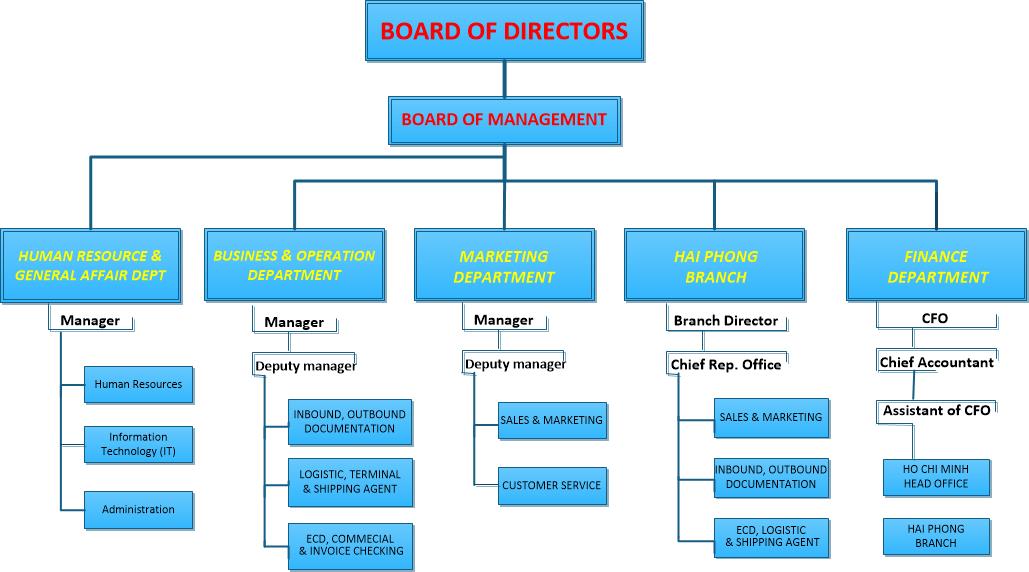 BOARD OF DIRECTORS
BOARD OF MANAGEMENT
HUMAN RESOURCE &
GENERAL AFFAIR DEPT
Manager
Human Resources
Information
Technology (IT)
Administration
BUSINESS & OPERATION
DEPARTMENT
Manager
Deputy manager
INBOUND, OUTBOUND
DOCUMENTATION
LOGISTIC, TERMINAL
& SHIPPING AGENT
ECD, COMMECIAL
& INVOICE CHECKING
MARKETING
DEPARTMENT
Manager
Deputy manager
SALES & MARKETING
CUSTOMER SERVICE
HAI PHONG
BRANCH
Branch Director
Chief Rep. Office
SALES & MARKETING
INBOUND, OUTBOUND
DOCUMENTATION
ECD, LOGISTIC
& SHIPPING AGENT
FINANCE
DEPARTMENT
CFO
Chief Accountant
Assistant of CFO
HO CHI MINH
HEAD OFFICE
HAI PHONG
BRANCH